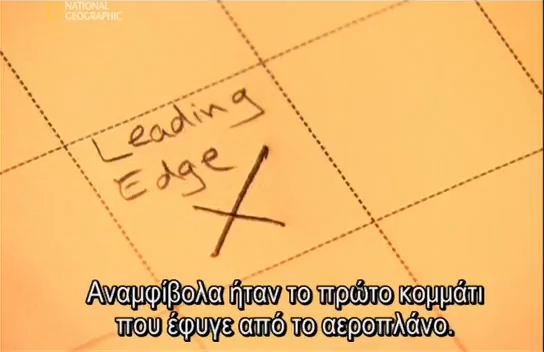 NATIONAL
GEOGRAPHIC
Leading
Edge
X
Αναμφίβολα ήταν το πρώτο κομμάτι
που έφυγε από το αεροπλάνο.